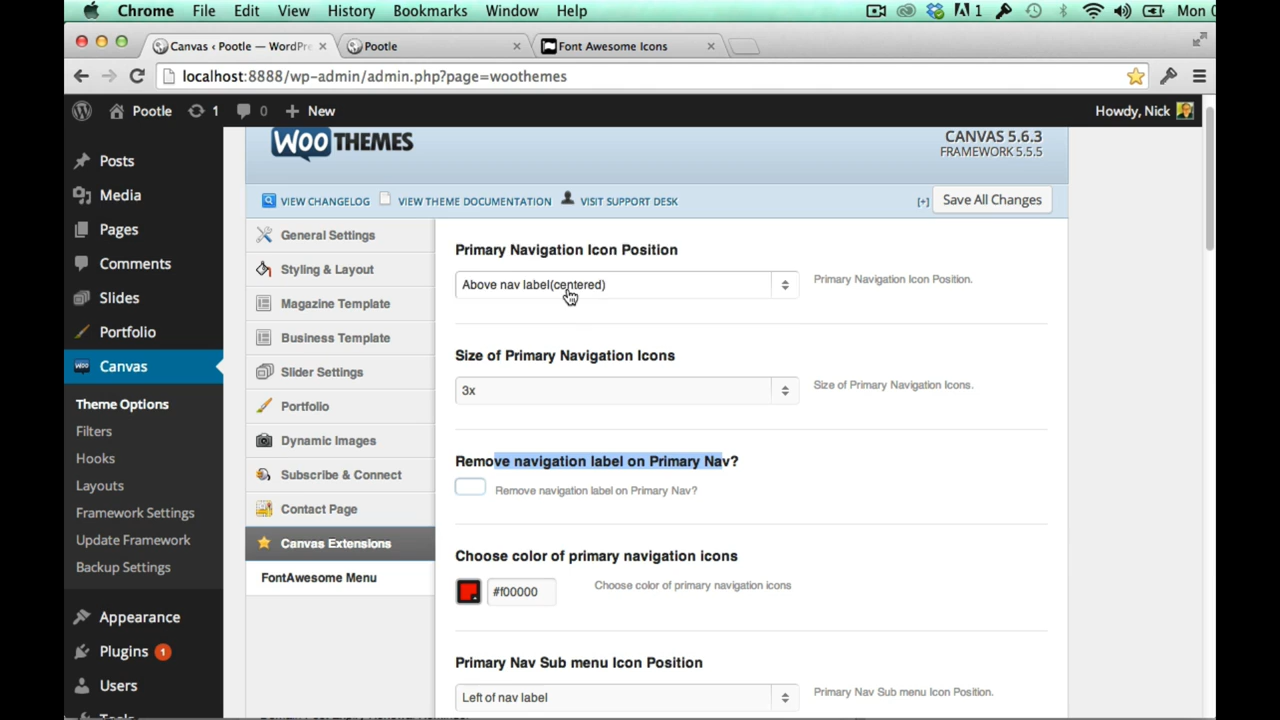 Chrome File Edit View History Bookmarks Window Help 1 Mon
Canvas ‹ Pootle — WordPr
Pootle
Font Awesome Icons
localhost:8888/wp-admin/admin.php?page=woothemes
Pootle 1 0 New Howdy, Nick
WOOTHEMES
CANVAS 5.6.3
FRAMEWORK 5.5.5
VIEW CHANGELOG VIEW THEME DOCUMENTATION VISIT SUPPORT DESK [+] Save All Changes
Posts
Media
Pages
Comments
Slides
Portfolio
Canvas
Theme Options
Filters
Hooks
Layouts
Framework Settings
Update Framework
Backup Settings
Appearance
Plugins 1
Users
Tools
General Settings
Styling & Layout
Magazine Template
Business Template
Slider Settings
Portfolio
Dynamic Images
Subscribe & Connect
Contact Page
Canvas Extensions
FontAwesome Menu
Primary Navigation Icon Position
Above nav label(centered)
Primary Navigation Icon Position.
Size of Primary Navigation Icons
3x
Size of Primary Navigation Icons.
Remove navigation label on Primary Nav?
Remove navigation label on Primary Nav?
Choose color of primary navigation icons
#f00000
Choose color of primary navigation icons
Primary Nav Sub menu Icon Position
Left of nav label
Primary Nav Sub menu Icon Position.